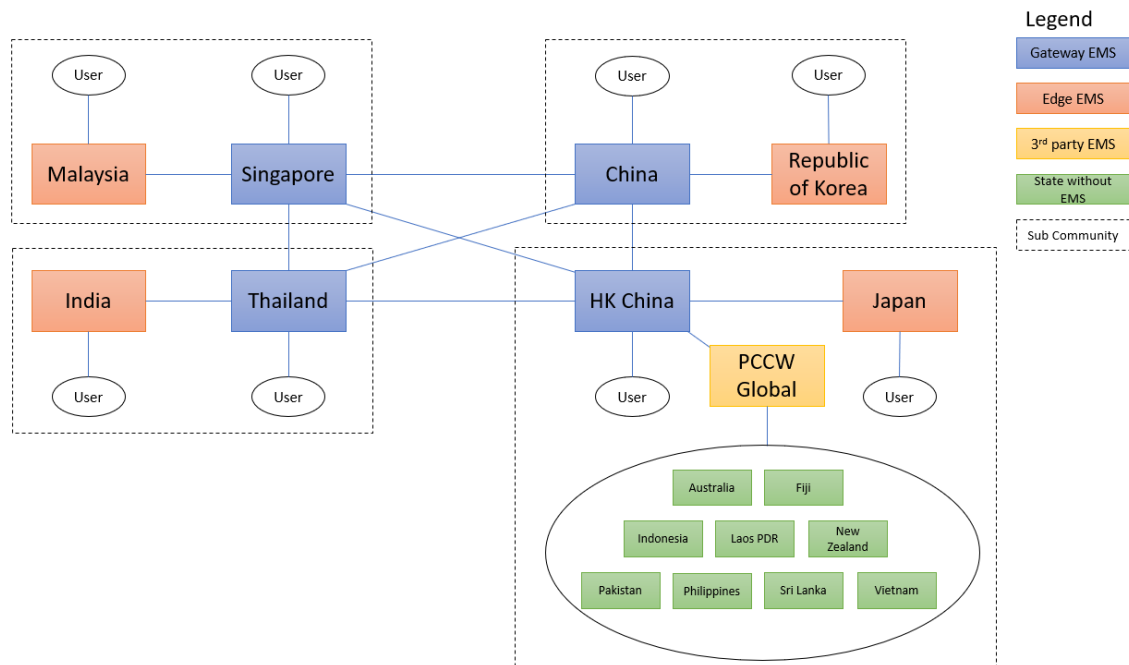 Legend
Gateway EMS
Edge EMS
3rd party EMS
State without
EMS
Sub Community
User
User
User
User
Malaysia
Singapore
China
Republic
of Korea
India
Thailand
HK China
Japan
PCCW
Global
User
User
User
User
Australia
Fiji
Indonesia
Laos PDR
New
Zealand
Pakistan
Philippines
Sri Lanka
Vietnam